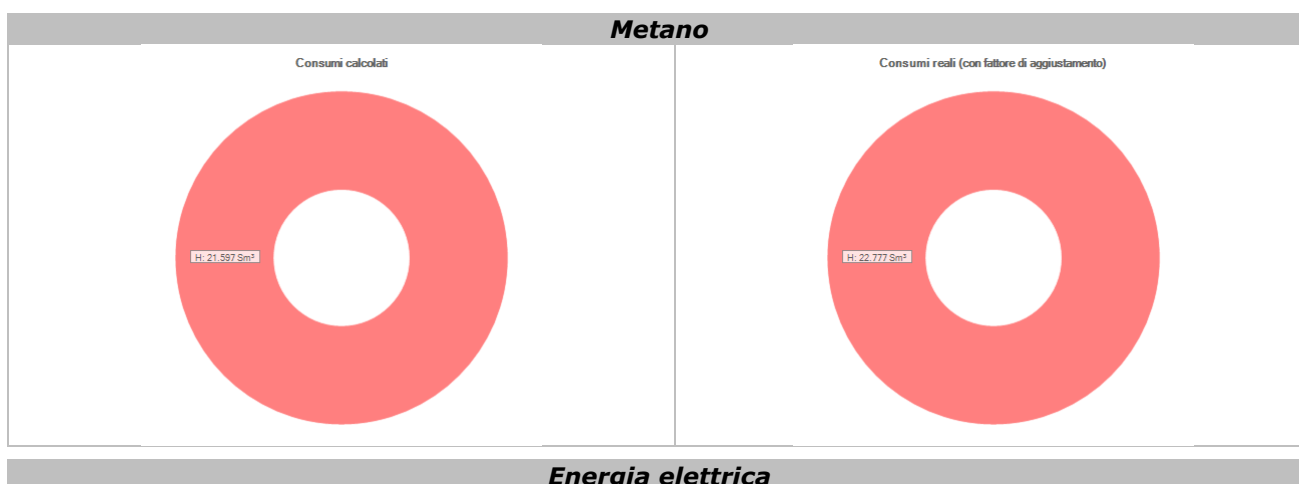 Metano
Consumi calcolati
Consumi reali (con fattore di aggiustamento)
H: 21.597 Sm³
H: 22.777 Sm³
Energia elettrica